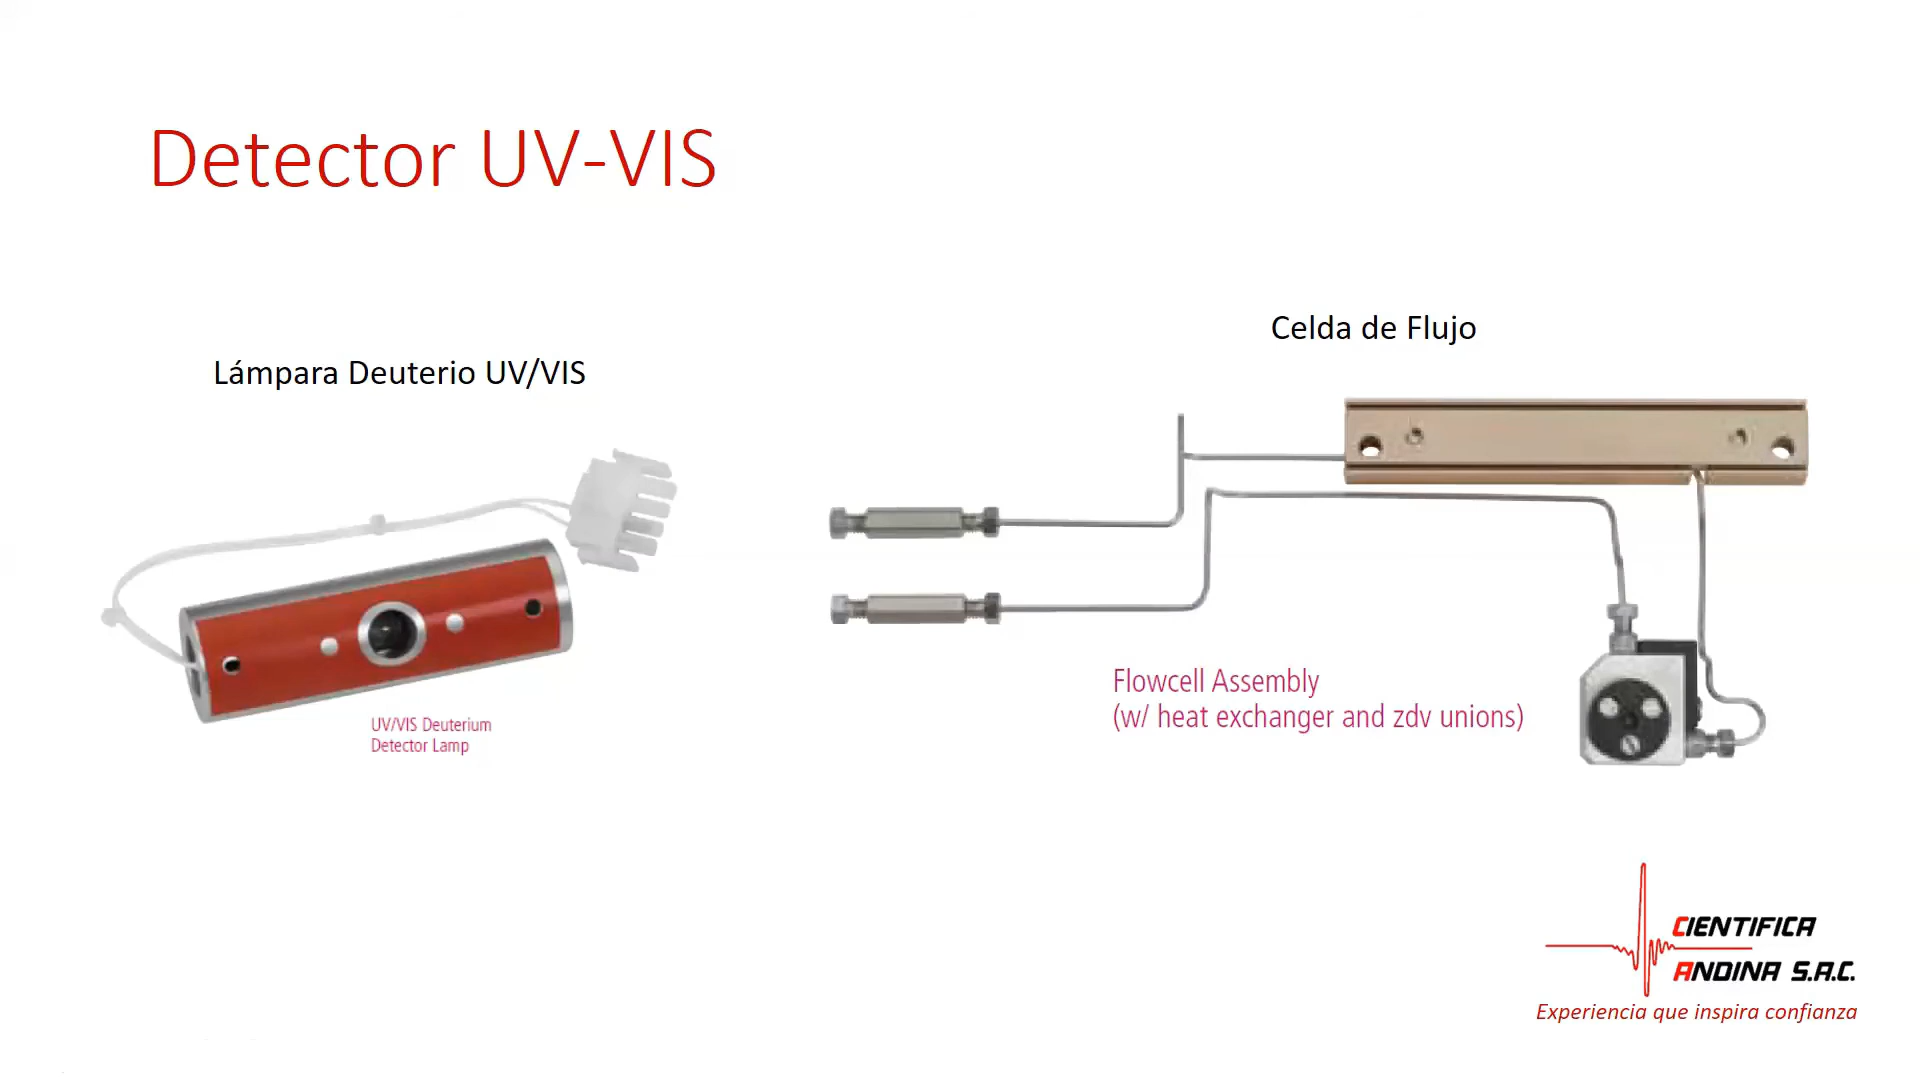 Detector UV-VIS
Celda de Flujo
Lámpara Deuterio UV/VIS
Flowcell Assembly
(w/ heat exchanger and zdv unions)
UV/VIS Deuterium
Detector Lamp
CIENTIFICA
ANDINA S.A.C.
Experiencia que inspira confianza